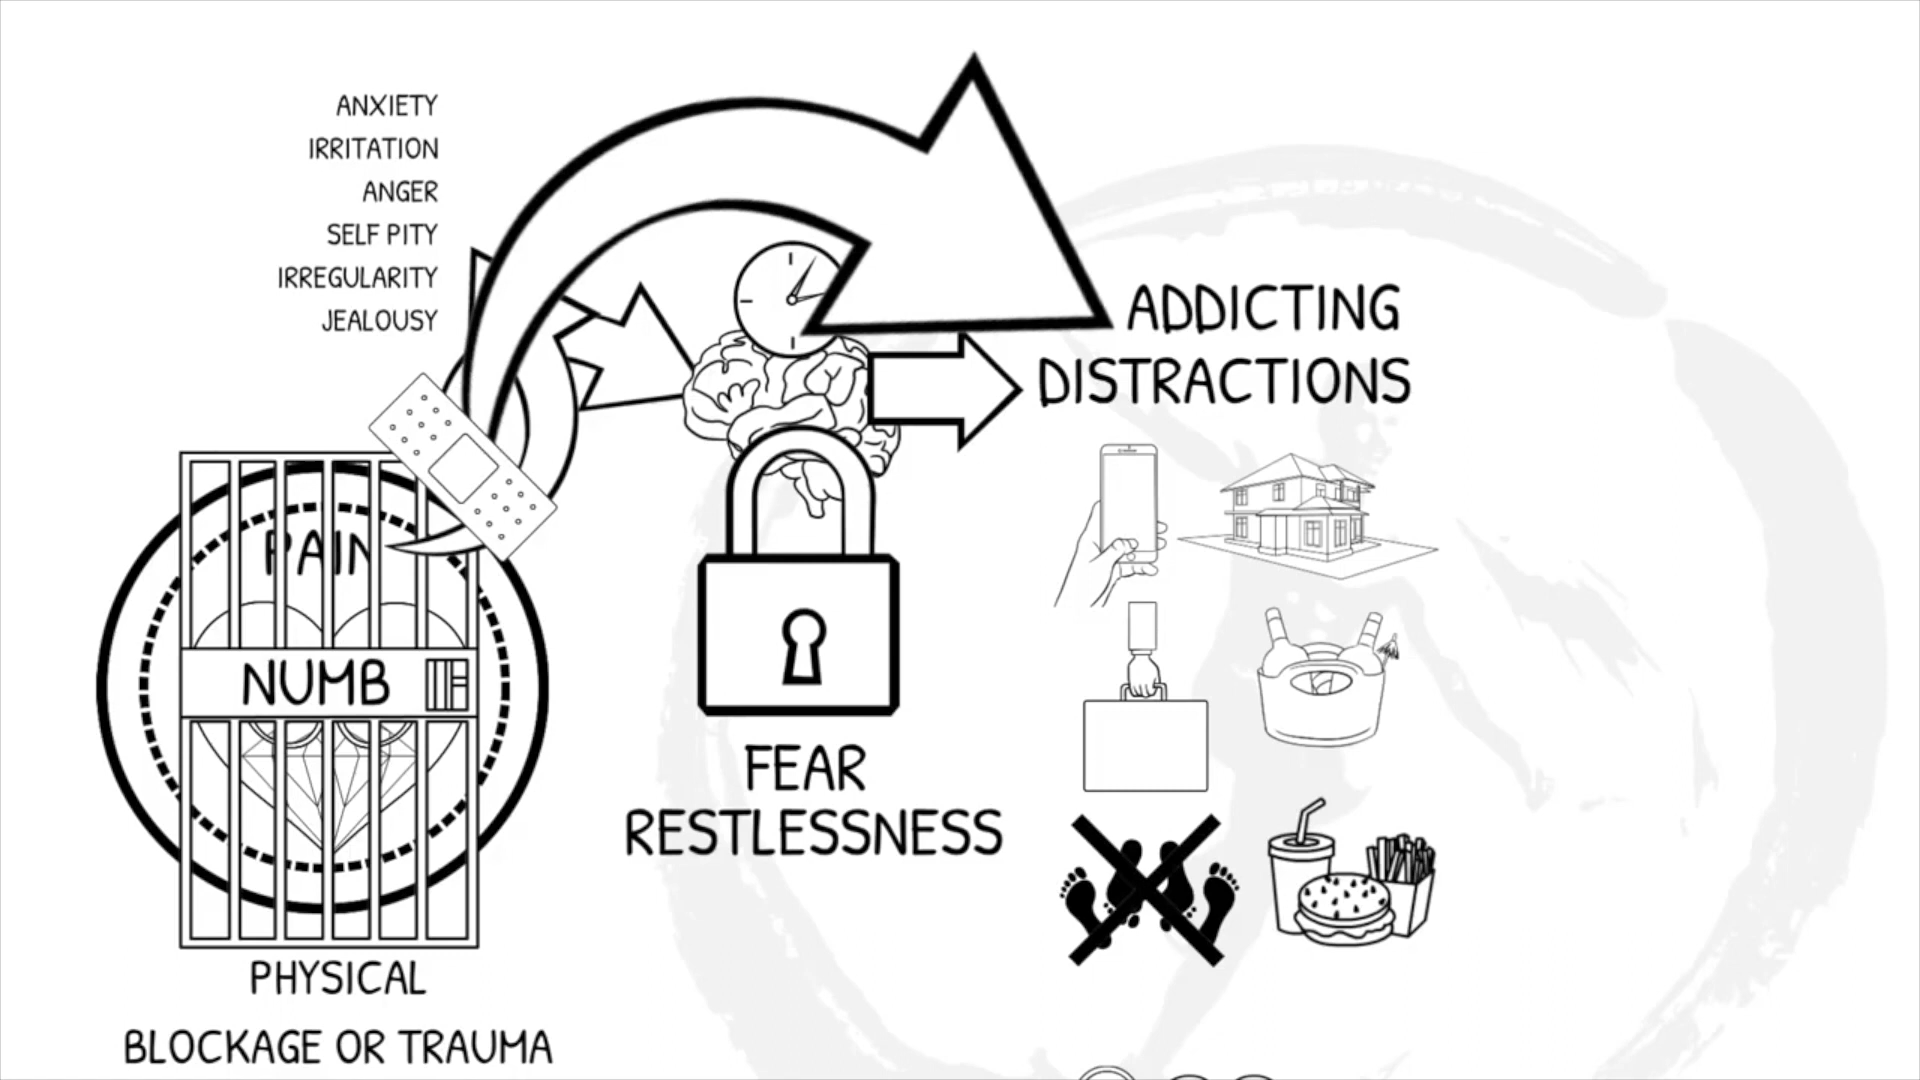 ANXIETY
IRRITATION
ANGER
SELF PITY
IRREGULARITY
JEALOUSY
PAIN
NUMB
PHYSICAL
BLOCKAGE OR TRAUMA
FEAR
RESTLESSNESS
ADDICTING
DISTRACTIONS